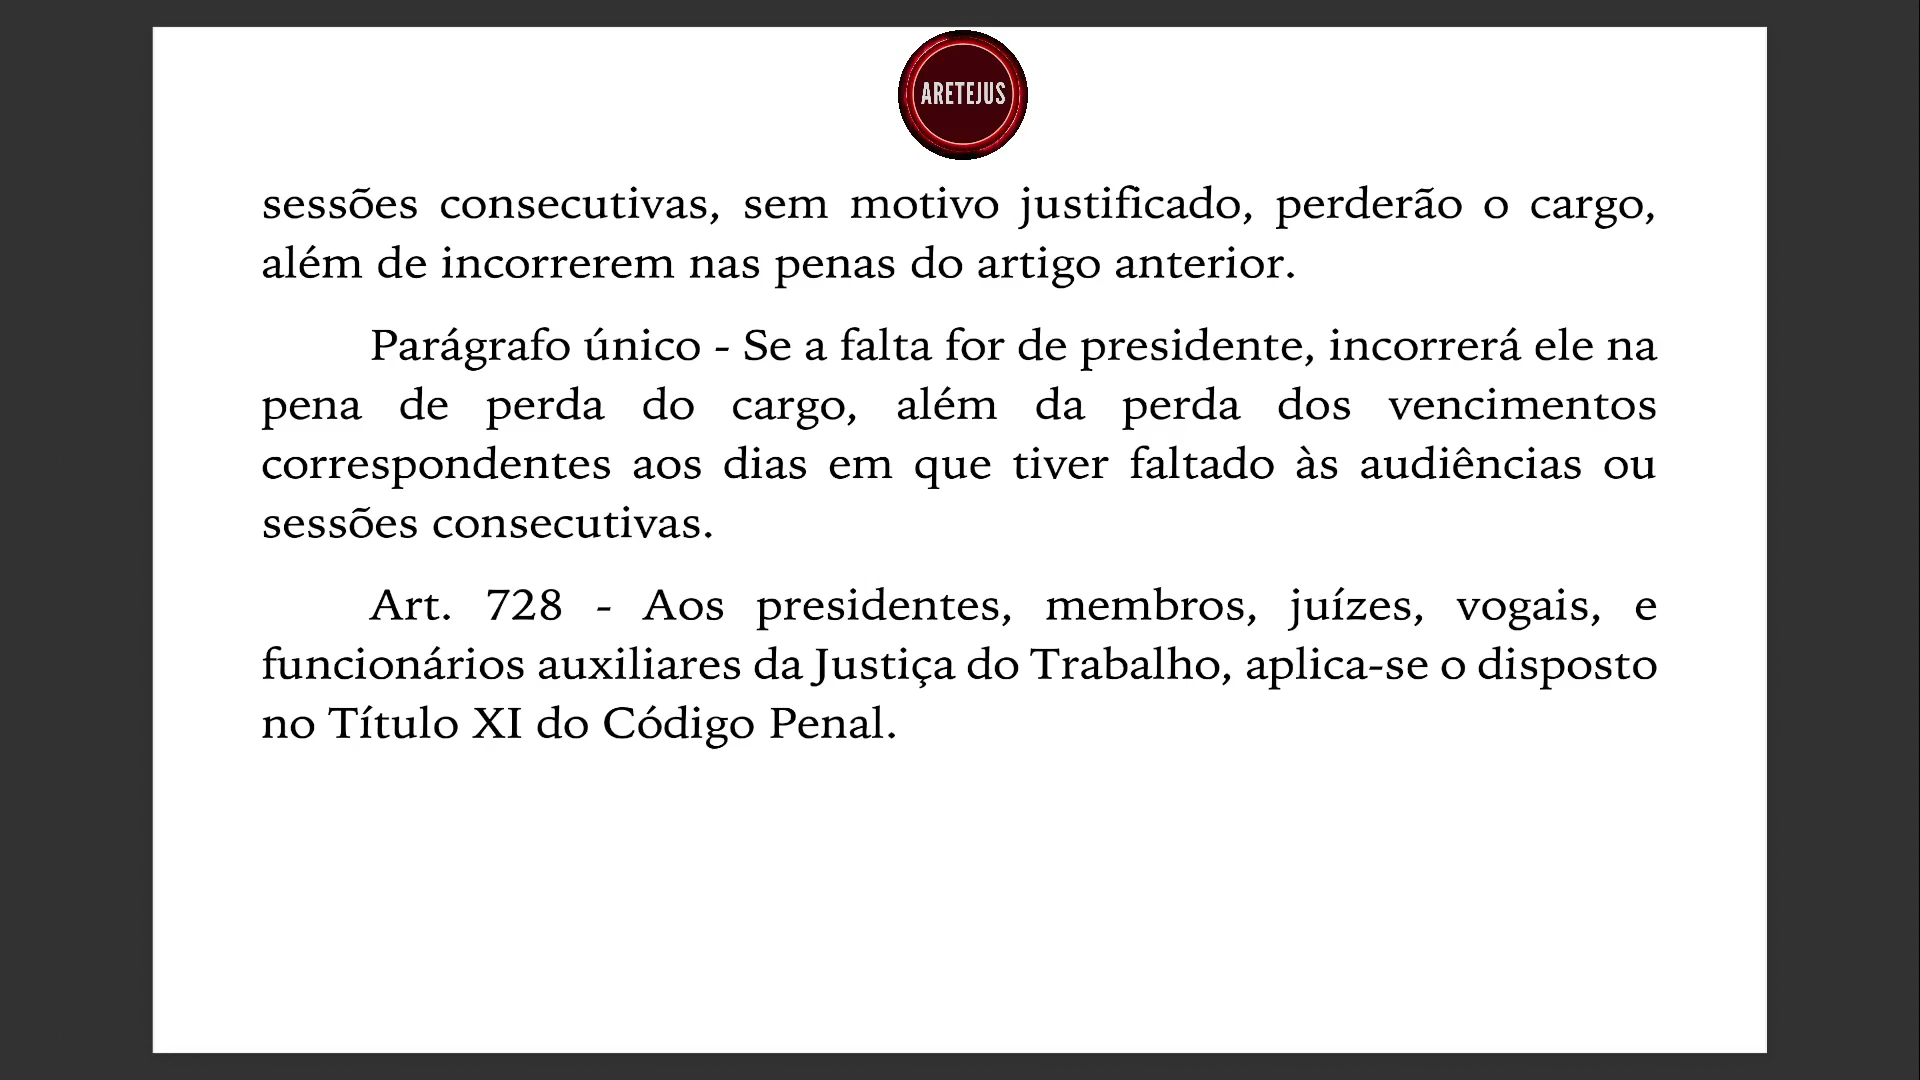 ARETEJUS
sessões consecutivas, sem motivo justificado, perderão o cargo,
além de incorrerem nas penas do artigo anterior.
Parágrafo único - Se a falta for de presidente, incorrerá ele na
pena de perda do cargo, além da perda dos vencimentos
correspondentes aos dias em que tiver faltado às audiências ou
sessões consecutivas.
Art. 728 - Aos presidentes, membros, juízes, vogais, e
funcionários auxiliares da Justiça do Trabalho, aplica-se o disposto
no Título XI do Código Penal.